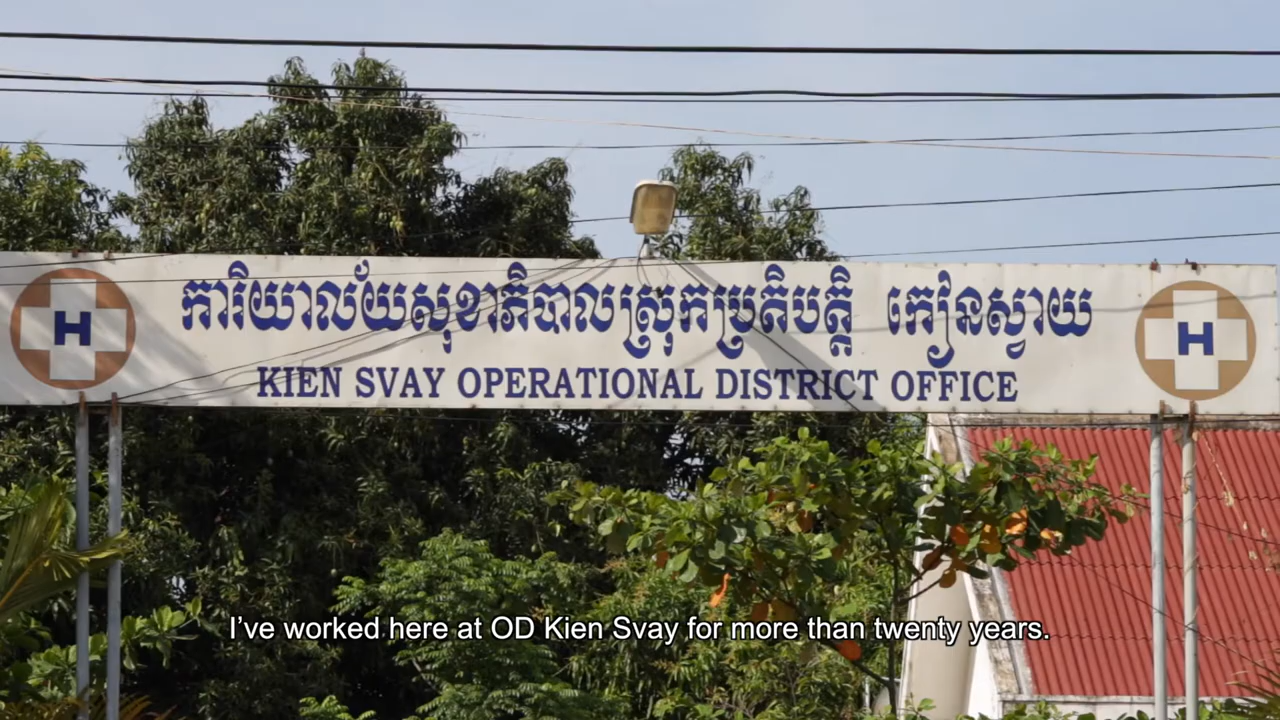 H
ការិយាល័យសុខាភិបាលស្រុកប្រតិបត្តិ កៀនស្វាយ
H
KIEN SVAY OPERATIONAL DISTRICT OFFICE
I've worked here at OD Kien Svay for more than twenty years.